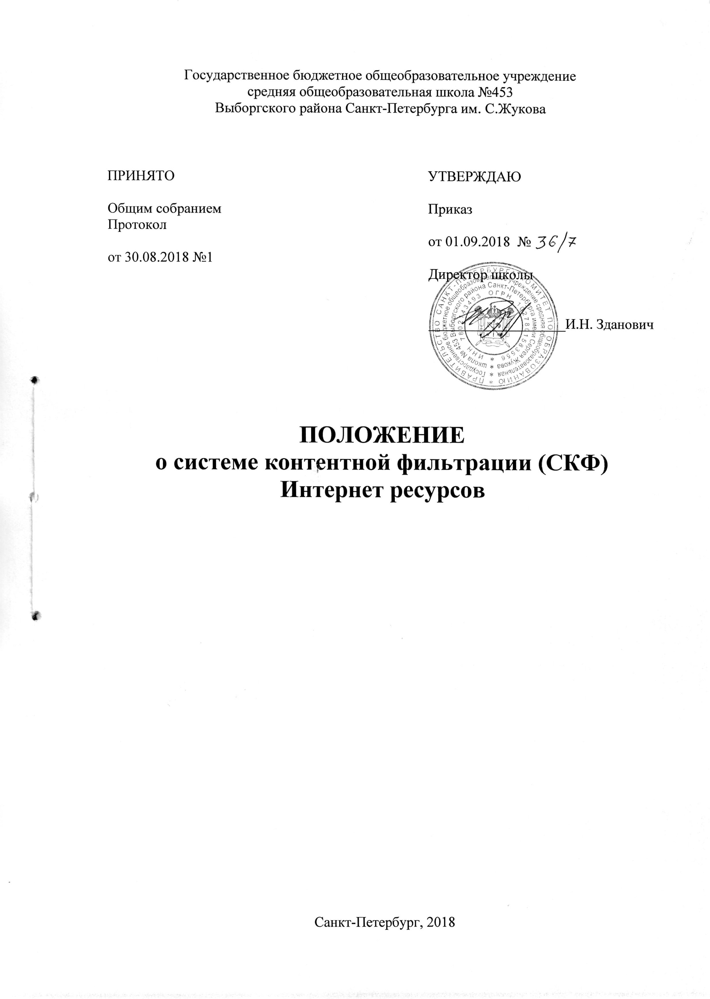 Государственное бюджетное общеобразовательное учреждение
средняя общеобразовательная школа №453
Выборгского района Санкт-Петербурга им. С.Жукова
ПРИНЯТО
Общим собранием
Протокол
от 30.08.2018 №1
УТВЕРЖДАЮ
Приказ
от 01.09.2018 № 36/7
Директор школы
И.Н. Зданович
ПРАВИТЕЛЬСТВО САНКТ-ПЕТЕРБУРГА КОМИТЕТ ПО ОБРАЗОВАНИЮ *
Государственное бюджетное общеобразовательное учреждение средняя общеобразовательная *
школа № 453 Выборгского района Санкт-Петербурга имени Сергея Жукова *
ИНН 7802143493 ОГРН 1027801583556 *
ПОЛОЖЕНИЕ
о системе контентной фильтрации (СКФ)
Интернет ресурсов
Санкт-Петербург, 2018